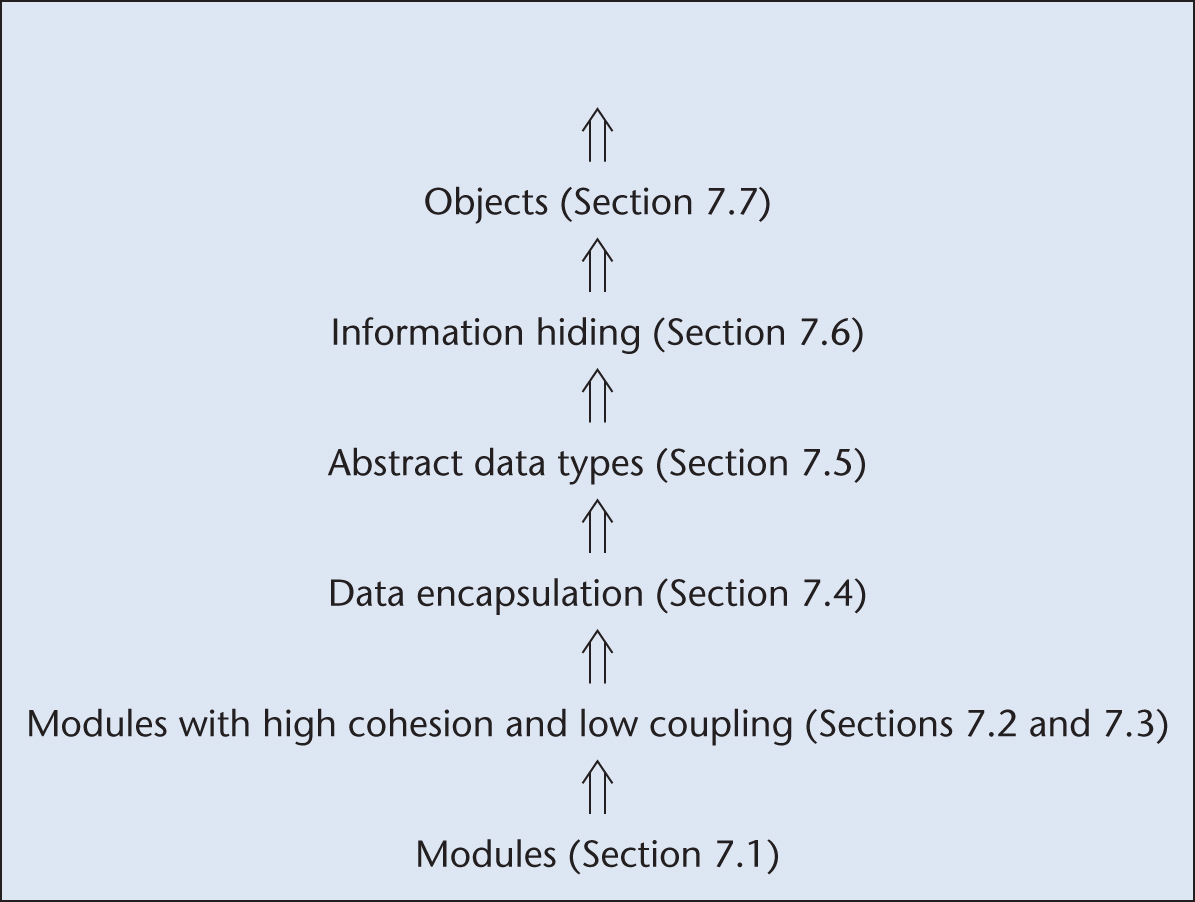 Objects (Section 7.7)
Information hiding (Section 7.6)
Abstract data types (Section 7.5)
Data encapsulation (Section 7.4)
Modules with high cohesion and low coupling (Sections 7.2 and 7.3)
Modules (Section 7.1)